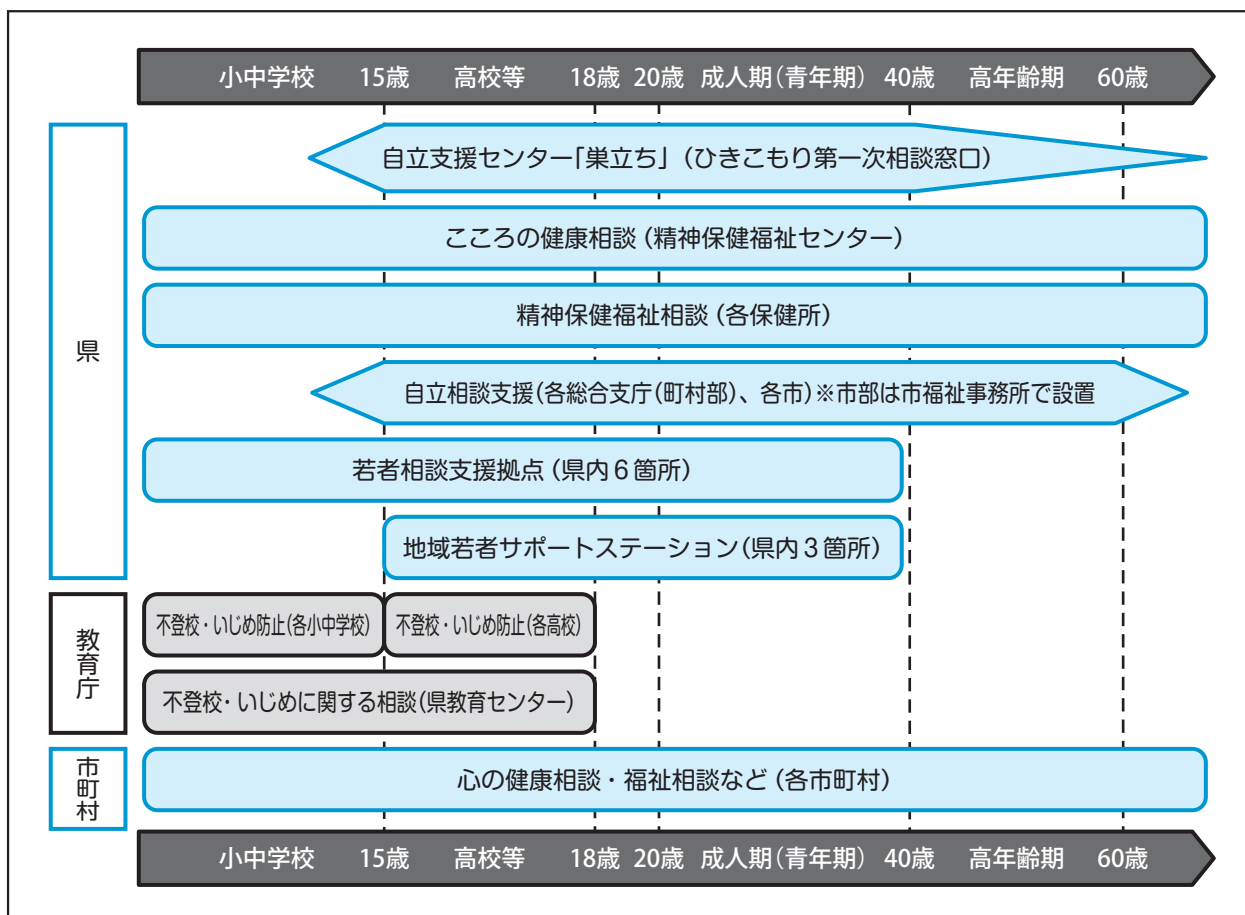 小中学校 15歳 高校等 18歳 20歳 成人期(青年期) 40歳 高年齢期 60歳
県
自立支援センター「巣立ち」(ひきこもり第一次相談窓口)
こころの健康相談(精神保健福祉センター)
精神保健福祉相談(各保健所)
自立相談支援(各総合支庁(町村部)、各市)※市部は市福祉事務所で設置
若者相談支援拠点(県内6箇所)
地域若者サポートステーション(県内3箇所)
教育庁
不登校・いじめ防止(各小中学校) 不登校・いじめ防止(各高校)
不登校・いじめに関する相談(県教育センター)
市町村
心の健康相談・福祉相談など(各市町村)
小中学校 15歳 高校等 18歳 20歳 成人期(青年期) 40歳 高年齢期 60歳